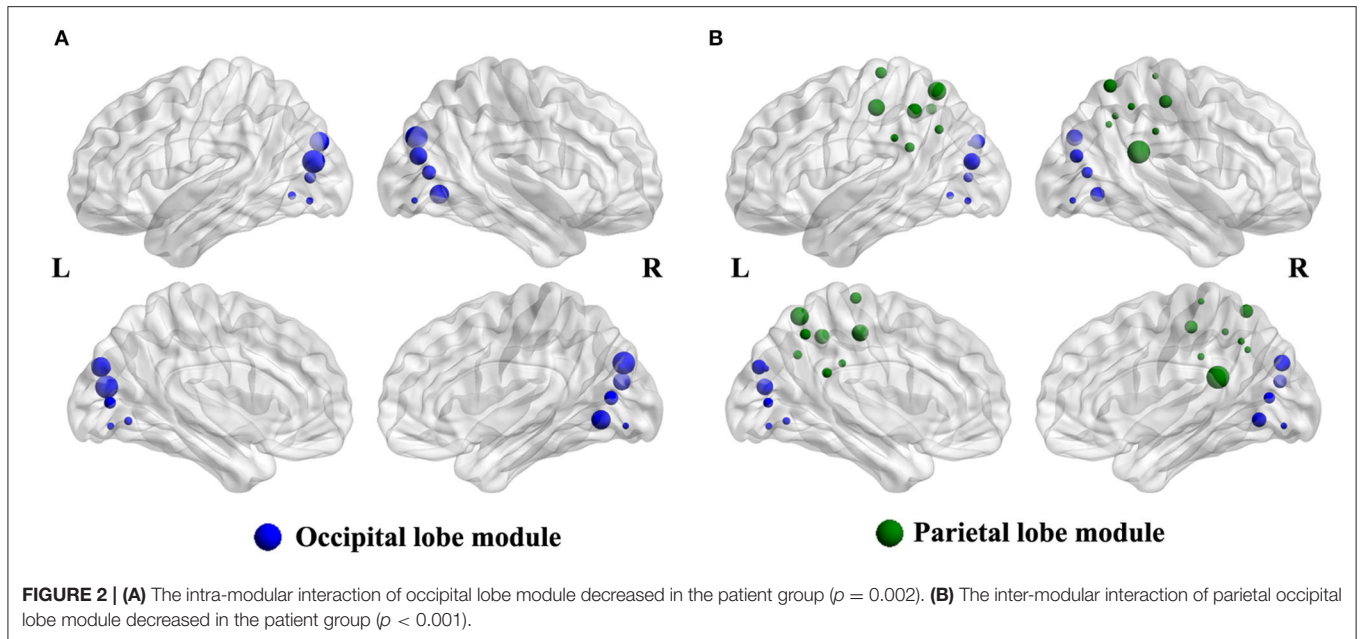 A
B
L
R
L
R
Occipital lobe module
Parietal lobe module
FIGURE 2 | (A) The intra-modular interaction of occipital lobe module decreased in the patient group (p = 0.002). (B) The inter-modular interaction of parietal occipital
lobe module decreased in the patient group (p < 0.001).